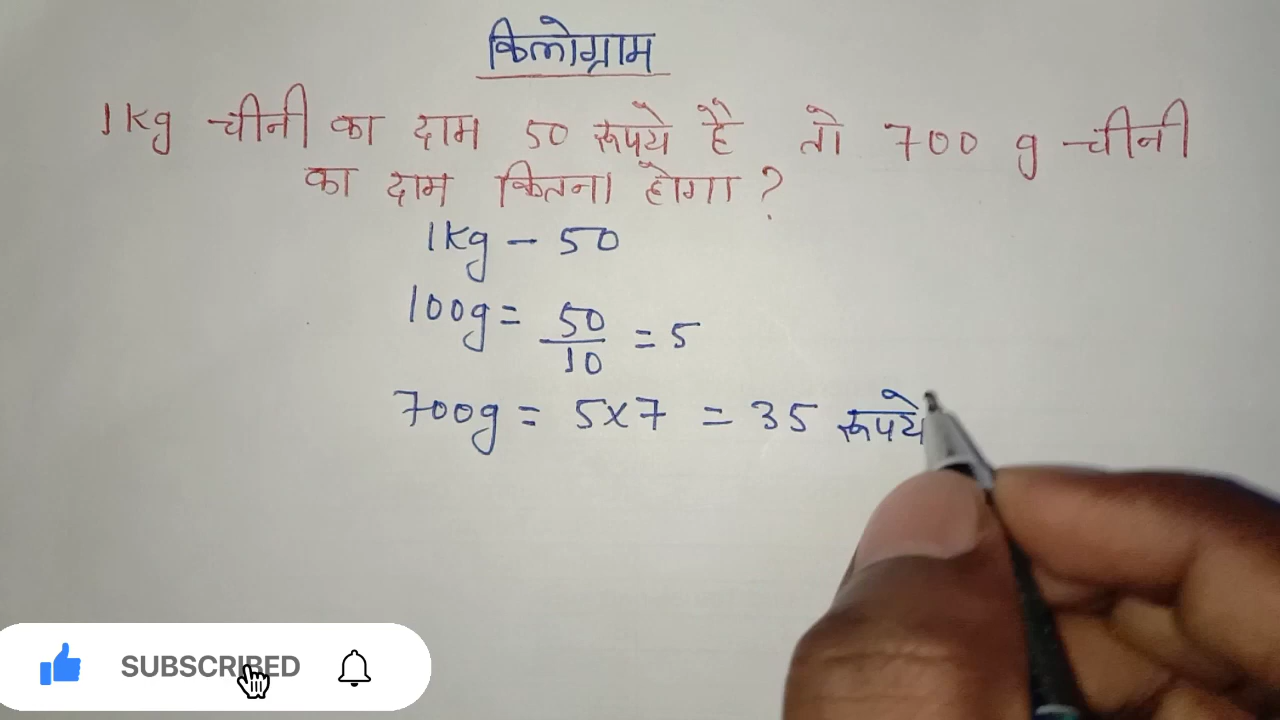 किलोग्राम
1Kg चीनी का दाम 50 रूपये है तो 700 g चीनी
का दाम कितना होगा ?
1Kg - 50
100g = 50/10 = 5
700g = 5x7 = 35 रूपये
SUBSCRIBED